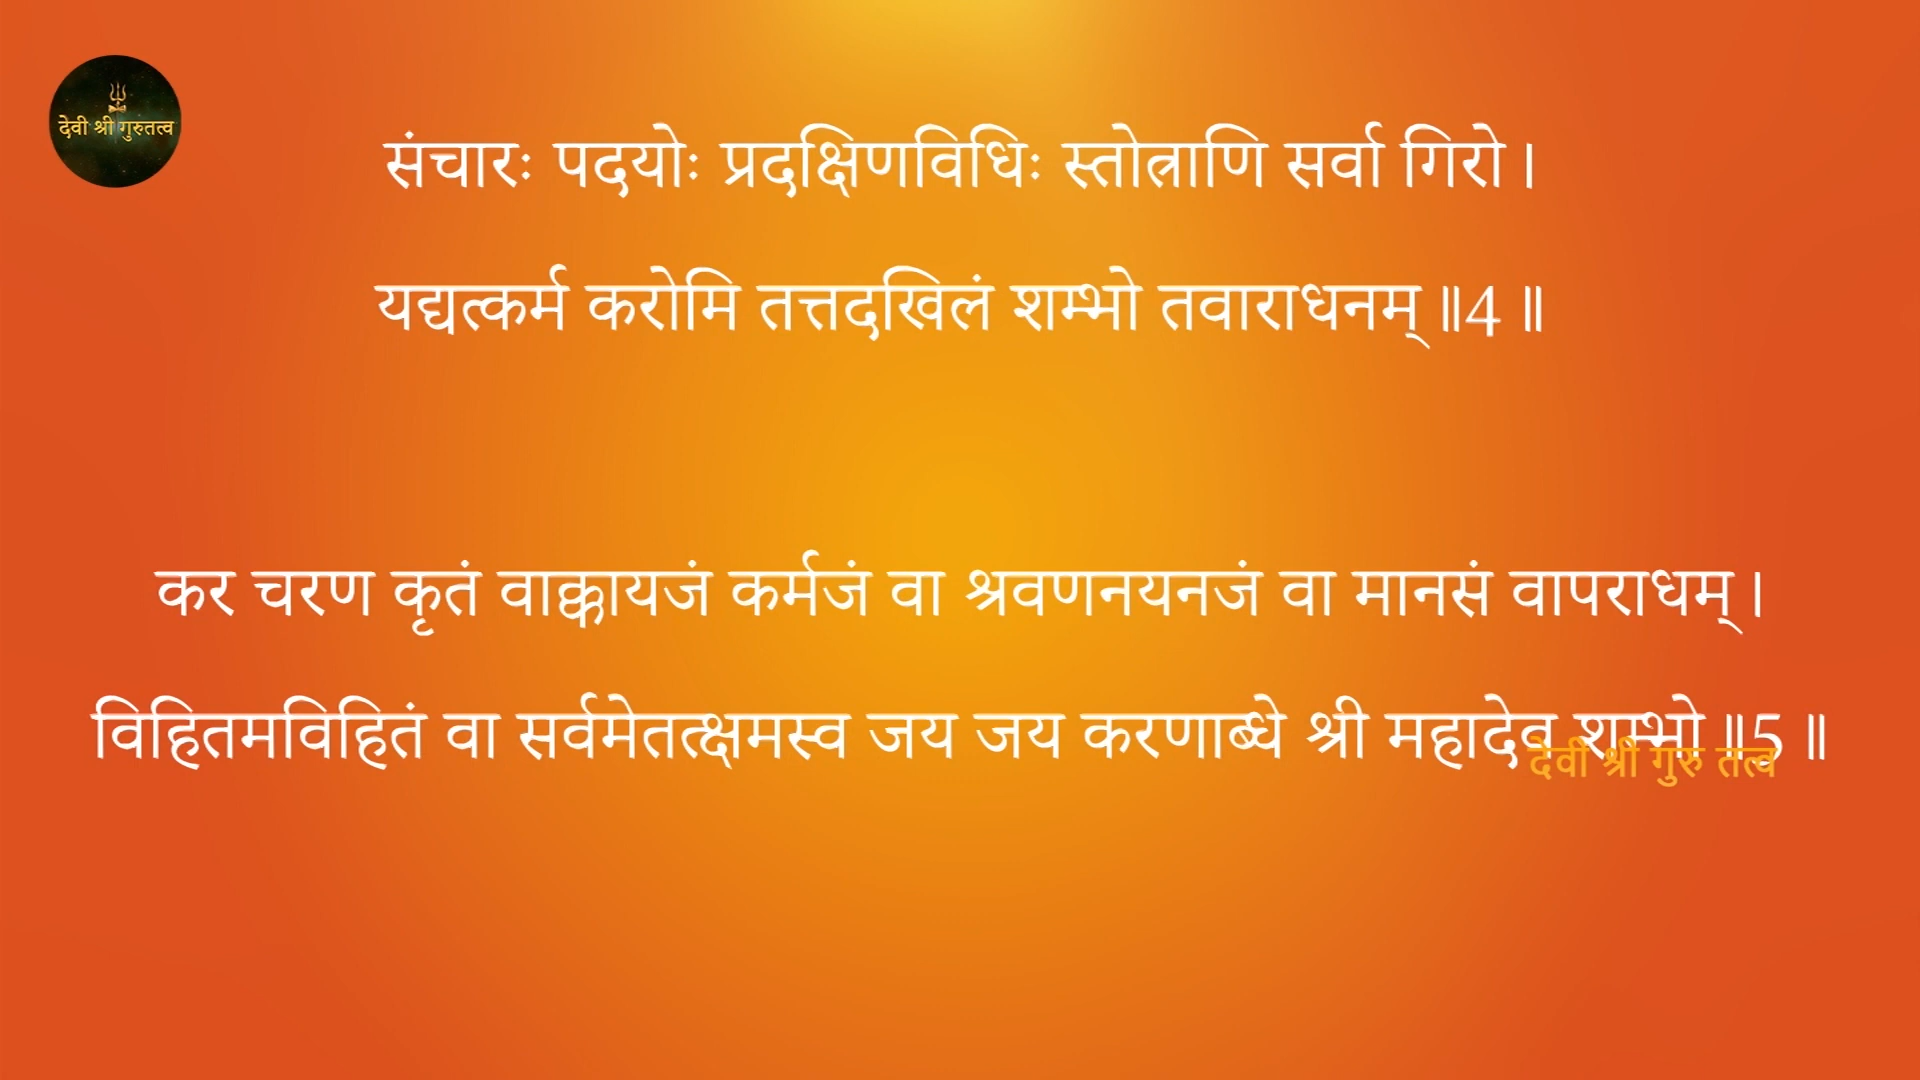 देवी श्री गुरुतत्व
संचारः पदयोः प्रदक्षिणविधिः स्तोत्राणि सर्वा गिरो ।
यद्यत्कर्म करोमि तत्तदखिलं शम्भो तवाराधनम् ॥4 ॥
कर चरण कृतं वाक्कायजं कर्मजं वा श्रवणनयनजं वा मानसं वापराधम् ।
विहितमविहितं वा सर्वमेतत्क्षमस्व जय जय करणाब्धे श्री महादेव शम्भो ॥5 ॥
देवी श्री गुरु तत्व